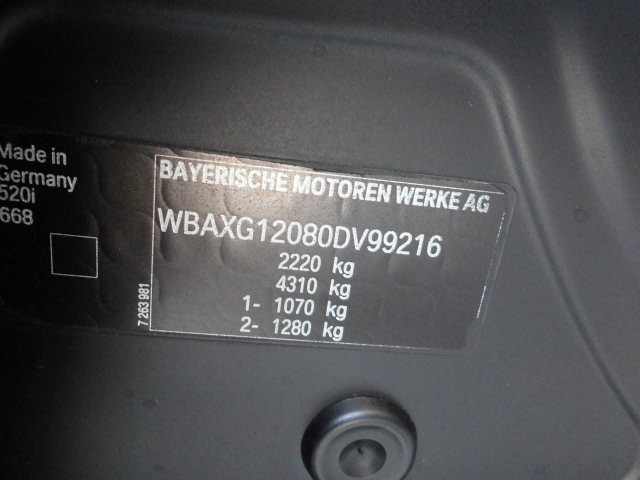 Made in
Germany
520i
668
7 263 981
BAYERISCHE MOTOREN WERKE AG
WBAXG12080DV99216
2220 kg
4310 kg
1- 1070 kg
2- 1280 kg